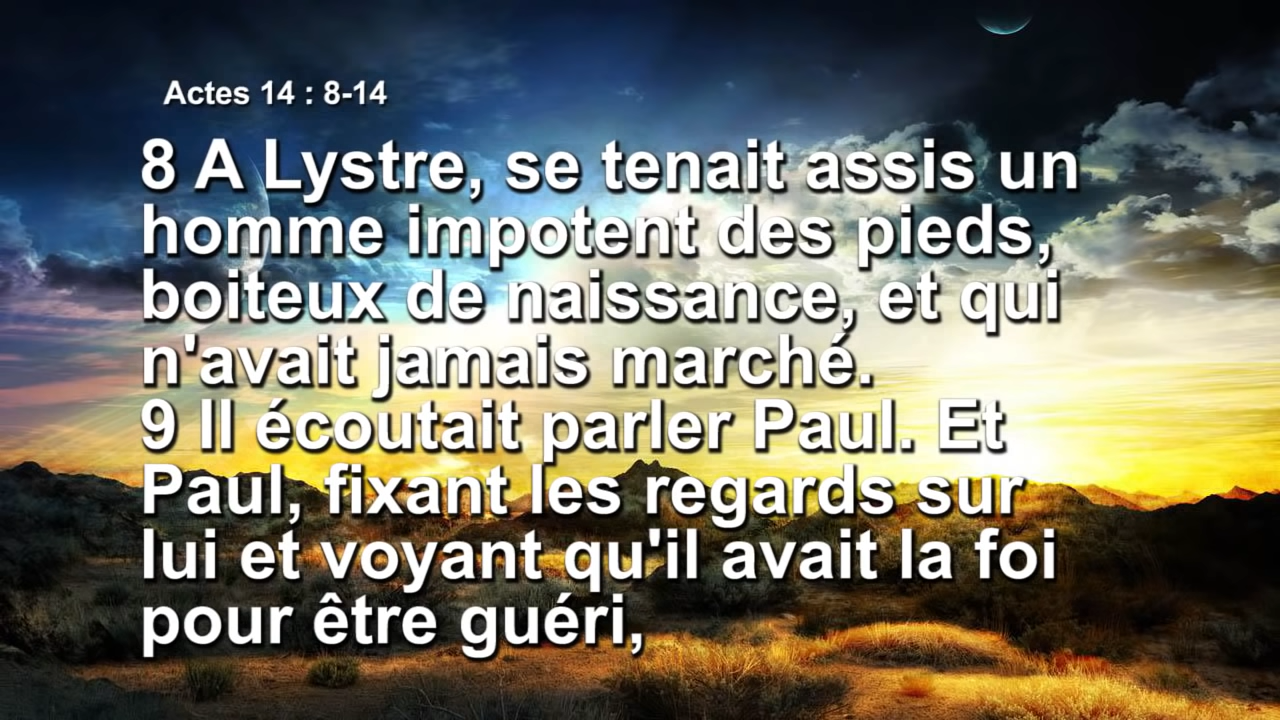 Actes 14 : 8-14
8 A Lystre, se tenait assis un
homme impotent des pieds,
boiteux de naissance, et qui
n'avait jamais marché.
9 Il écoutait parler Paul. Et
Paul, fixant les regards sur
lui et voyant qu'il avait la foi
pour être guéri,